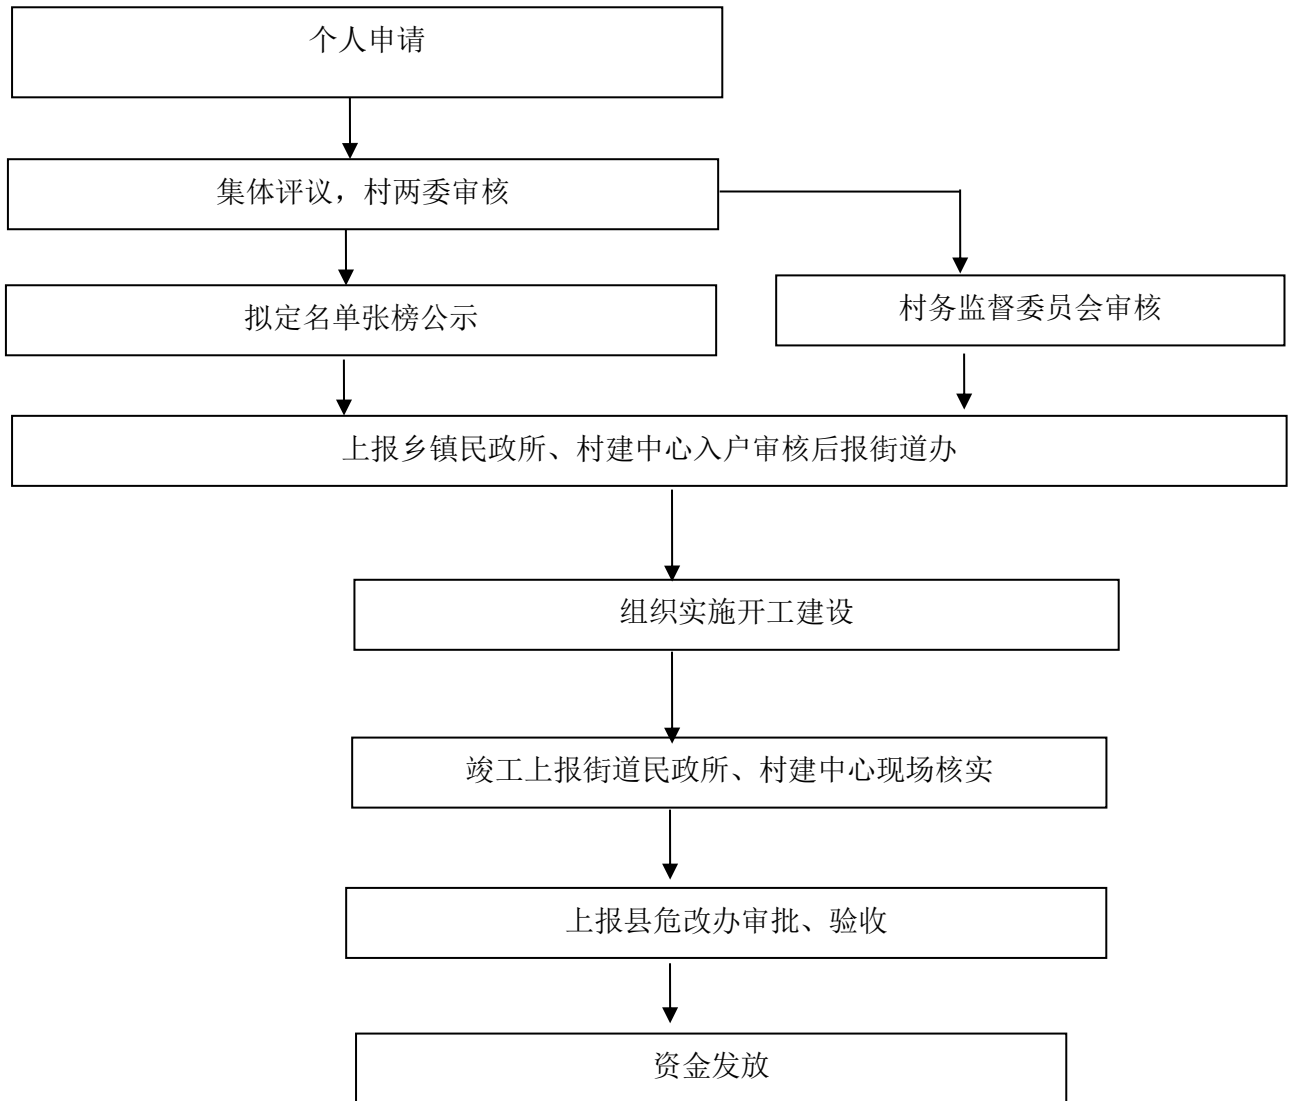 个人申请
集体评议，村两委审核
拟定名单张榜公示
村务监督委员会审核
上报乡镇民政所、村建中心入户审核后报街道办
组织实施开工建设
竣工上报街道民政所、村建中心现场核实
上报县危改办审批、验收
资金发放